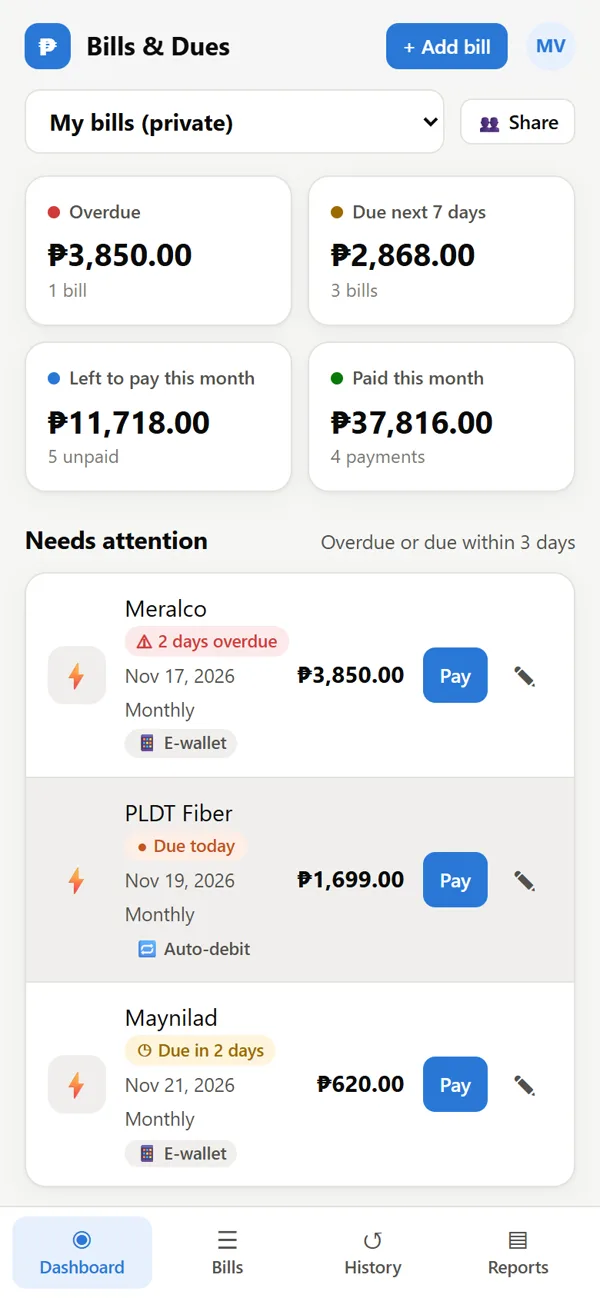 ₱ Bills & Dues + Add bill MV
My bills (private) Share
Overdue
₱3,850.00
1 bill
Due next 7 days
₱2,868.00
3 bills
Left to pay this month
₱11,718.00
5 unpaid
Paid this month
₱37,816.00
4 payments
Needs attention Overdue or due within 3 days
Meralco
2 days overdue
Nov 17, 2026
Monthly
E-wallet
₱3,850.00 Pay
PLDT Fiber
Due today
Nov 19, 2026
Monthly
Auto-debit
₱1,699.00 Pay
Maynilad
Due in 2 days
Nov 21, 2026
Monthly
E-wallet
₱620.00 Pay
Dashboard Bills History Reports